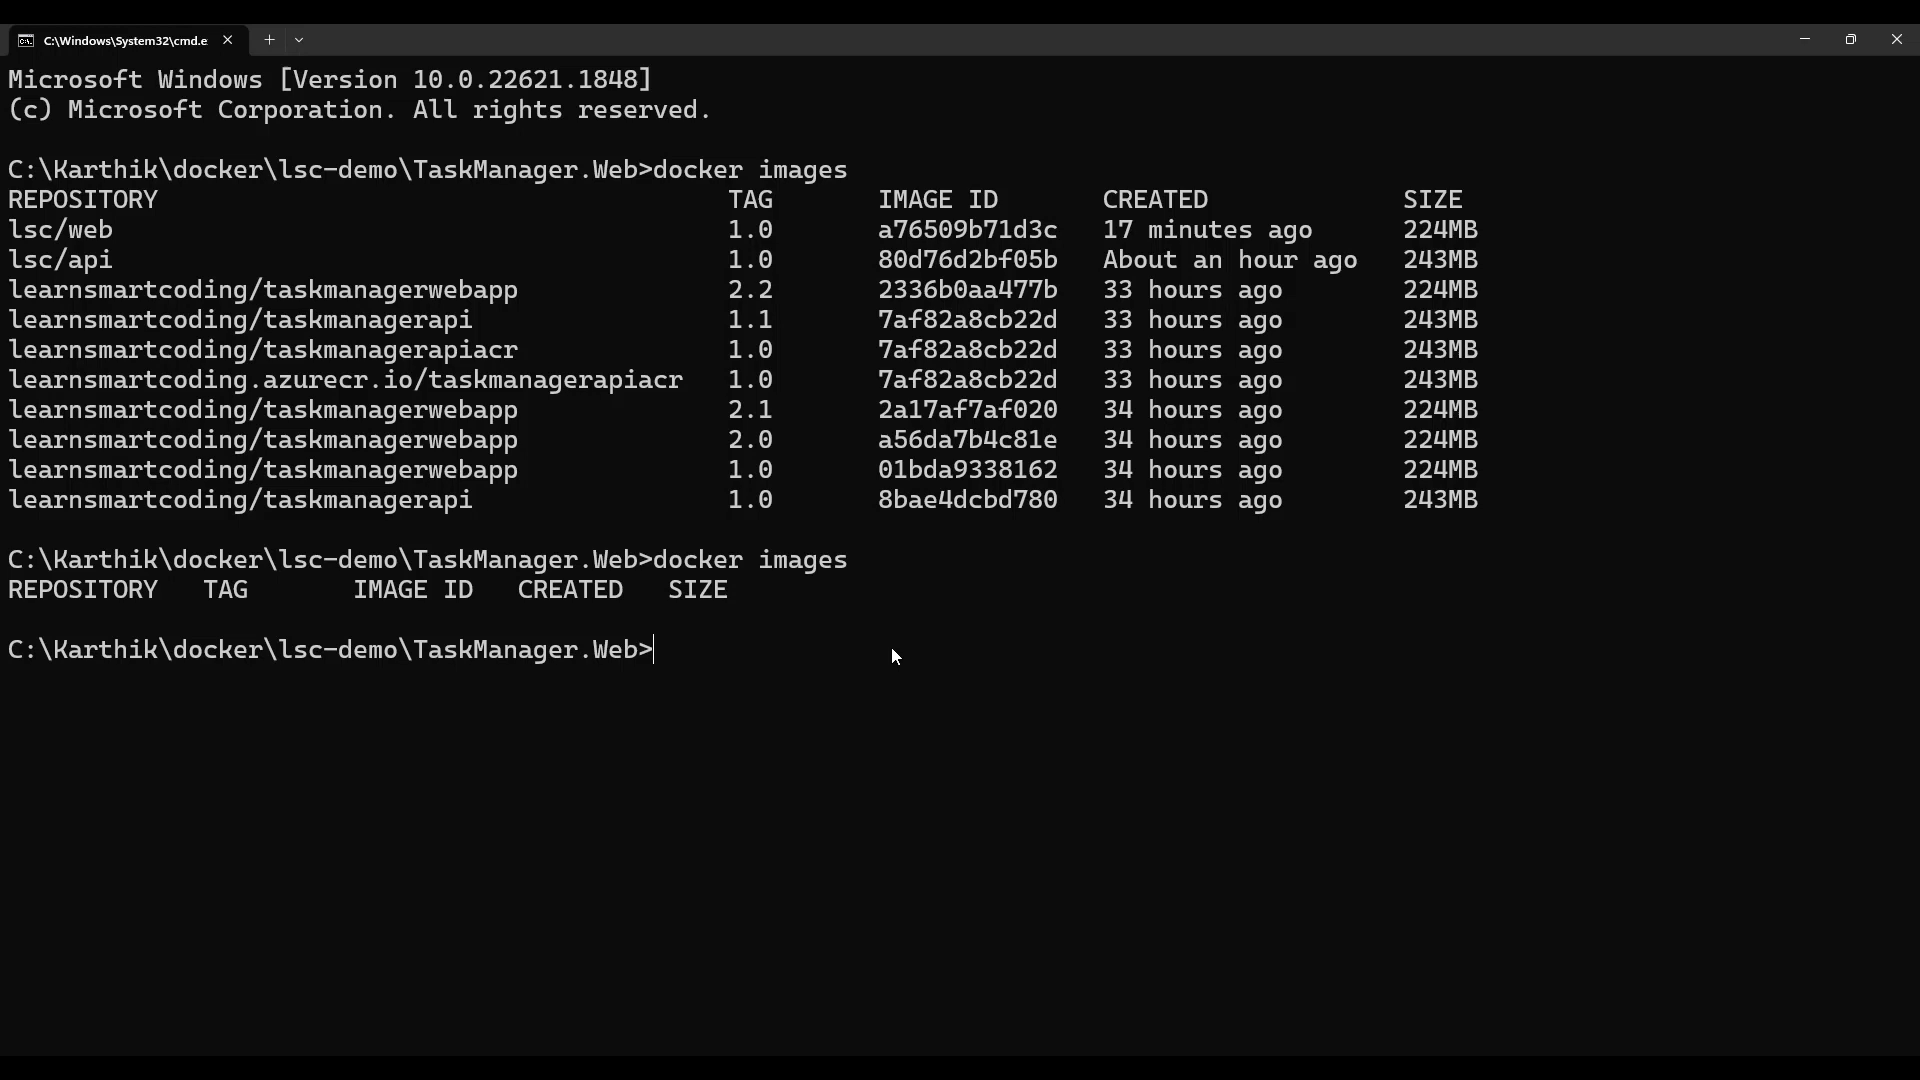 C:\Windows\System32\cmd.e
Microsoft Windows [Version 10.0.22621.1848]
(c) Microsoft Corporation. All rights reserved.
C:\Karthik\docker\lsc-demo\TaskManager.Web>docker images
REPOSITORY TAG IMAGE ID CREATED SIZE
lsc/web 1.0 a76509b71d3c 17 minutes ago 224MB
lsc/api 1.0 80d76d2bf05b About an hour ago 243MB
learnsmartcoding/taskmanagerwebapp 2.2 2336b0aa477b 33 hours ago 224MB
learnsmartcoding/taskmanagerapi 1.1 7af82a8cb22d 33 hours ago 243MB
learnsmartcoding/taskmanagerapiacr 1.0 7af82a8cb22d 33 hours ago 243MB
learnsmartcoding.azurecr.io/taskmanagerapiacr 1.0 7af82a8cb22d 33 hours ago 243MB
learnsmartcoding/taskmanagerwebapp 2.1 2a17af7af020 34 hours ago 224MB
learnsmartcoding/taskmanagerwebapp 2.0 a56da7b4c81e 34 hours ago 224MB
learnsmartcoding/taskmanagerwebapp 1.0 01bda9338162 34 hours ago 224MB
learnsmartcoding/taskmanagerapi 1.0 8bae4dcbd780 34 hours ago 243MB
C:\Karthik\docker\lsc-demo\TaskManager.Web>docker images
REPOSITORY TAG IMAGE ID CREATED SIZE
C:\Karthik\docker\lsc-demo\TaskManager.Web>